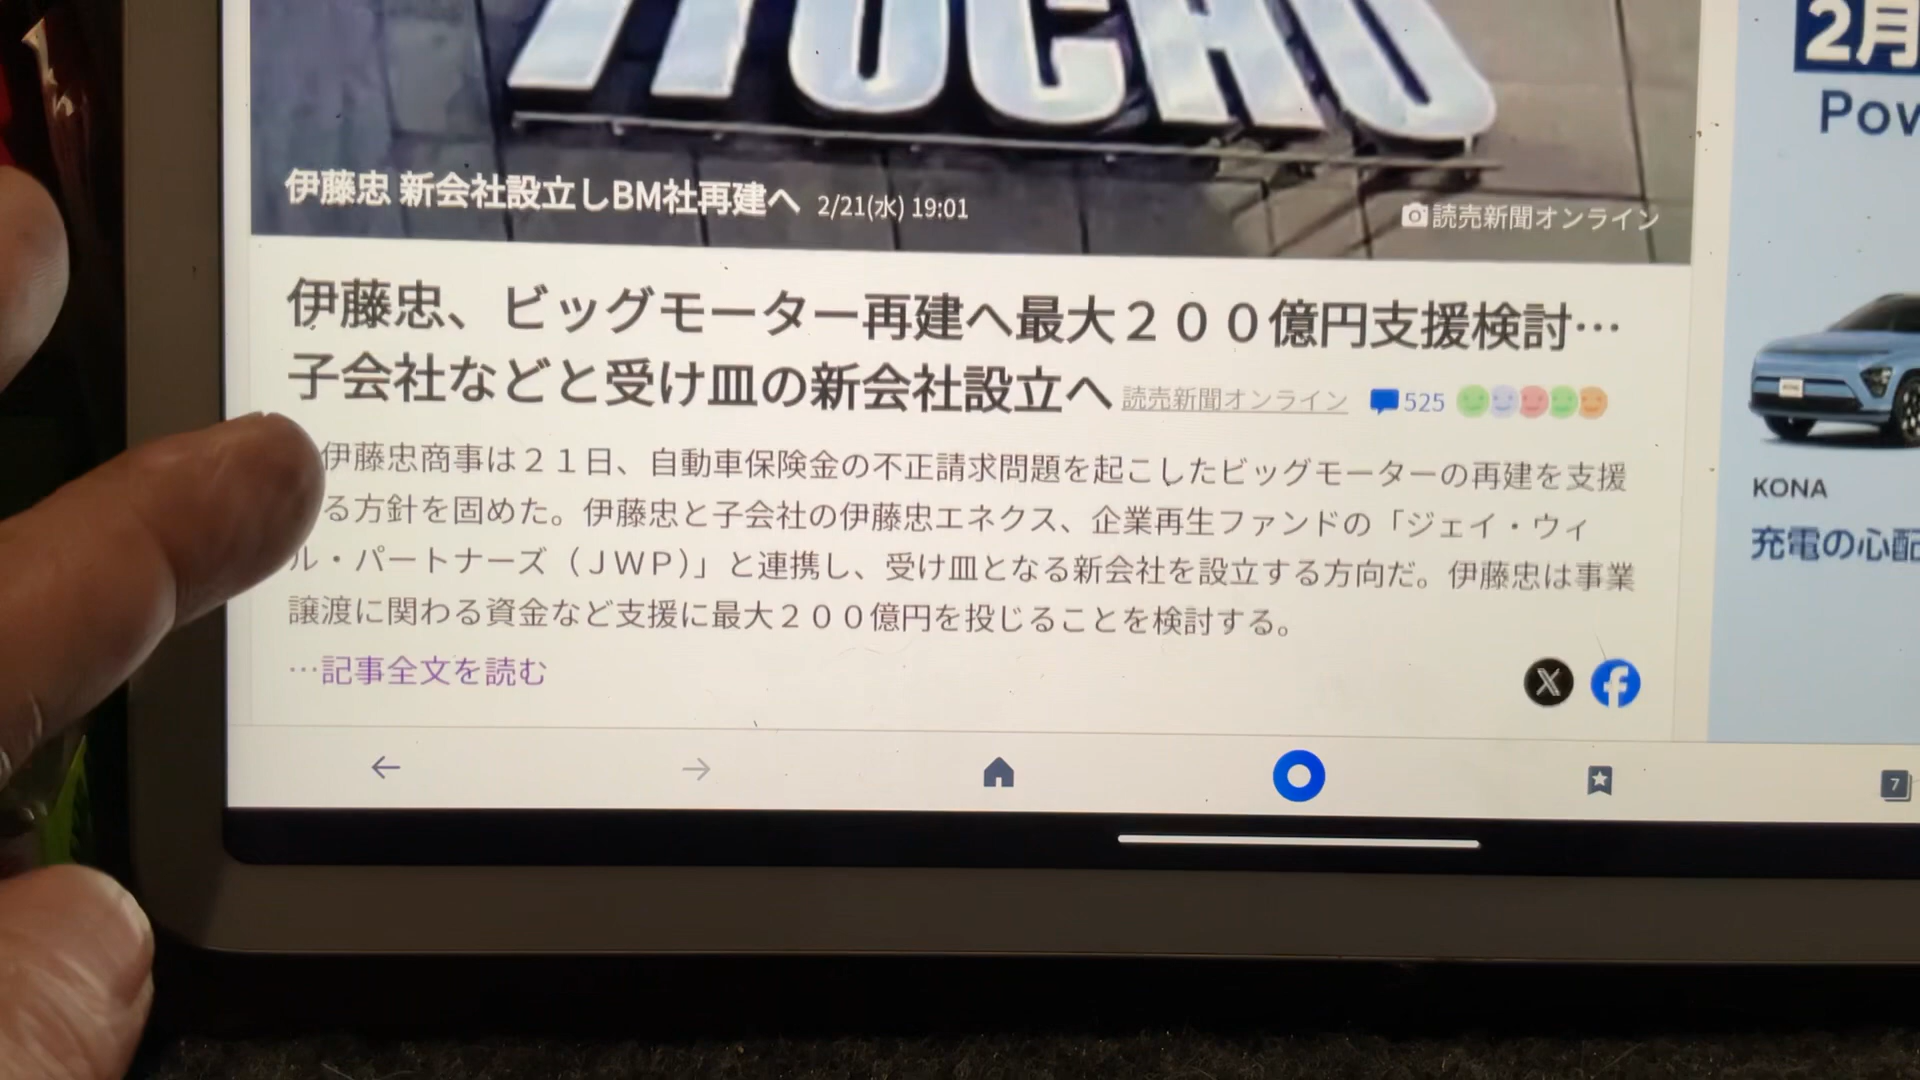 ITOCHU
伊藤忠 新会社設立しBM社再建へ 2/21(水) 19:01
読売新聞オンライン
伊藤忠、ビッグモーター再建へ最大２００億円支援検討…
子会社などと受け皿の新会社設立へ 読売新聞オンライン 525
伊藤忠商事は２１日、自動車保険金の不正請求問題を起こしたビッグモーターの再建を支援
る方針を固めた。伊藤忠と子会社の伊藤忠エネクス、企業再生ファンドの「ジェイ・ウィ
ル・パートナーズ（ＪＷＰ）」と連携し、受け皿となる新会社を設立する方向だ。伊藤忠は事業
譲渡に関わる資金など支援に最大２００億円を投じることを検討する。
…記事全文を読む
2月
Pow
KONA
KONA
充電の心配
7